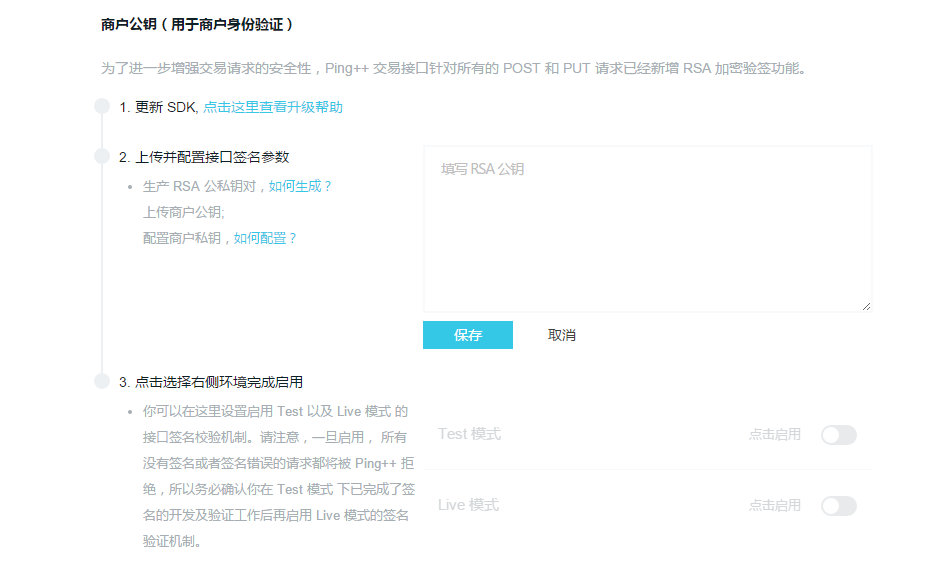 商户公钥（用于商户身份验证）
为了进一步增强交易请求的安全性，Ping++ 交易接口针对所有的 POST 和 PUT 请求已经新增 RSA 加密验签功能。
1. 更新 SDK, 点击这里查看升级帮助
2. 上传并配置接口签名参数
生产 RSA 公私钥对，如何生成？
上传商户公钥;
配置商户私钥，如何配置？
填写 RSA 公钥
保存 取消
3. 点击选择右侧环境完成启用
你可以在这里设置启用 Test 以及 Live 模式 的
接口签名校验机制。请注意，一旦启用， 所有
没有签名或者签名错误的请求都将被 Ping++ 拒
绝，所以务必确认你在 Test 模式 下已完成了签
名的开发及验证工作后再启用 Live 模式的签名
验证机制。
Test 模式 点击启用
Live 模式 点击启用